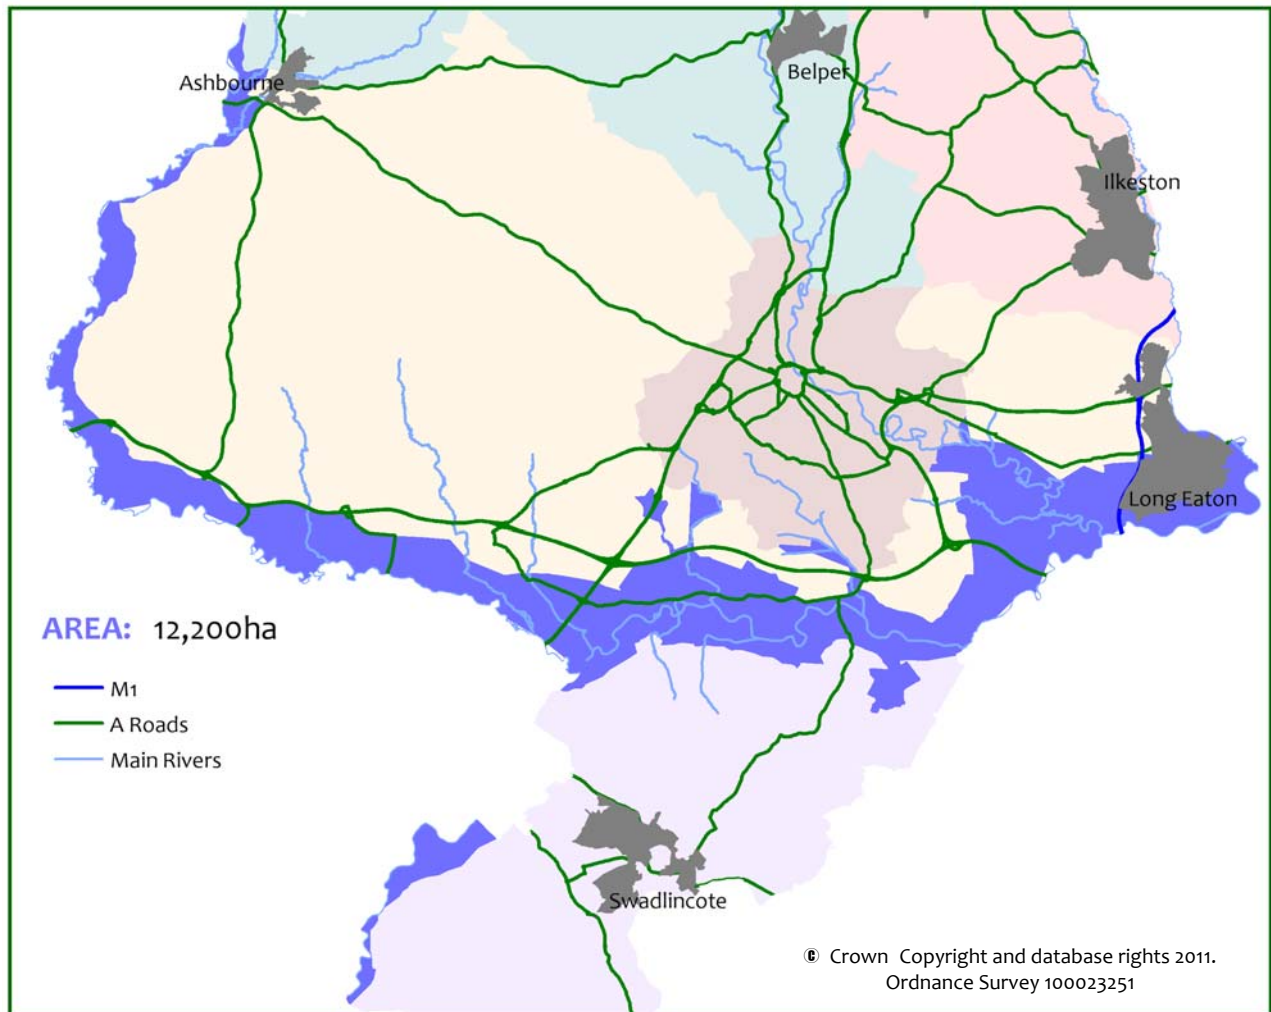 Ashbourne
Belper
Ilkeston
Long Eaton
AREA: 12,200ha
M1
A Roads
Main Rivers
Swadlincote
© Crown Copyright and database rights 2011.
Ordnance Survey 100023251